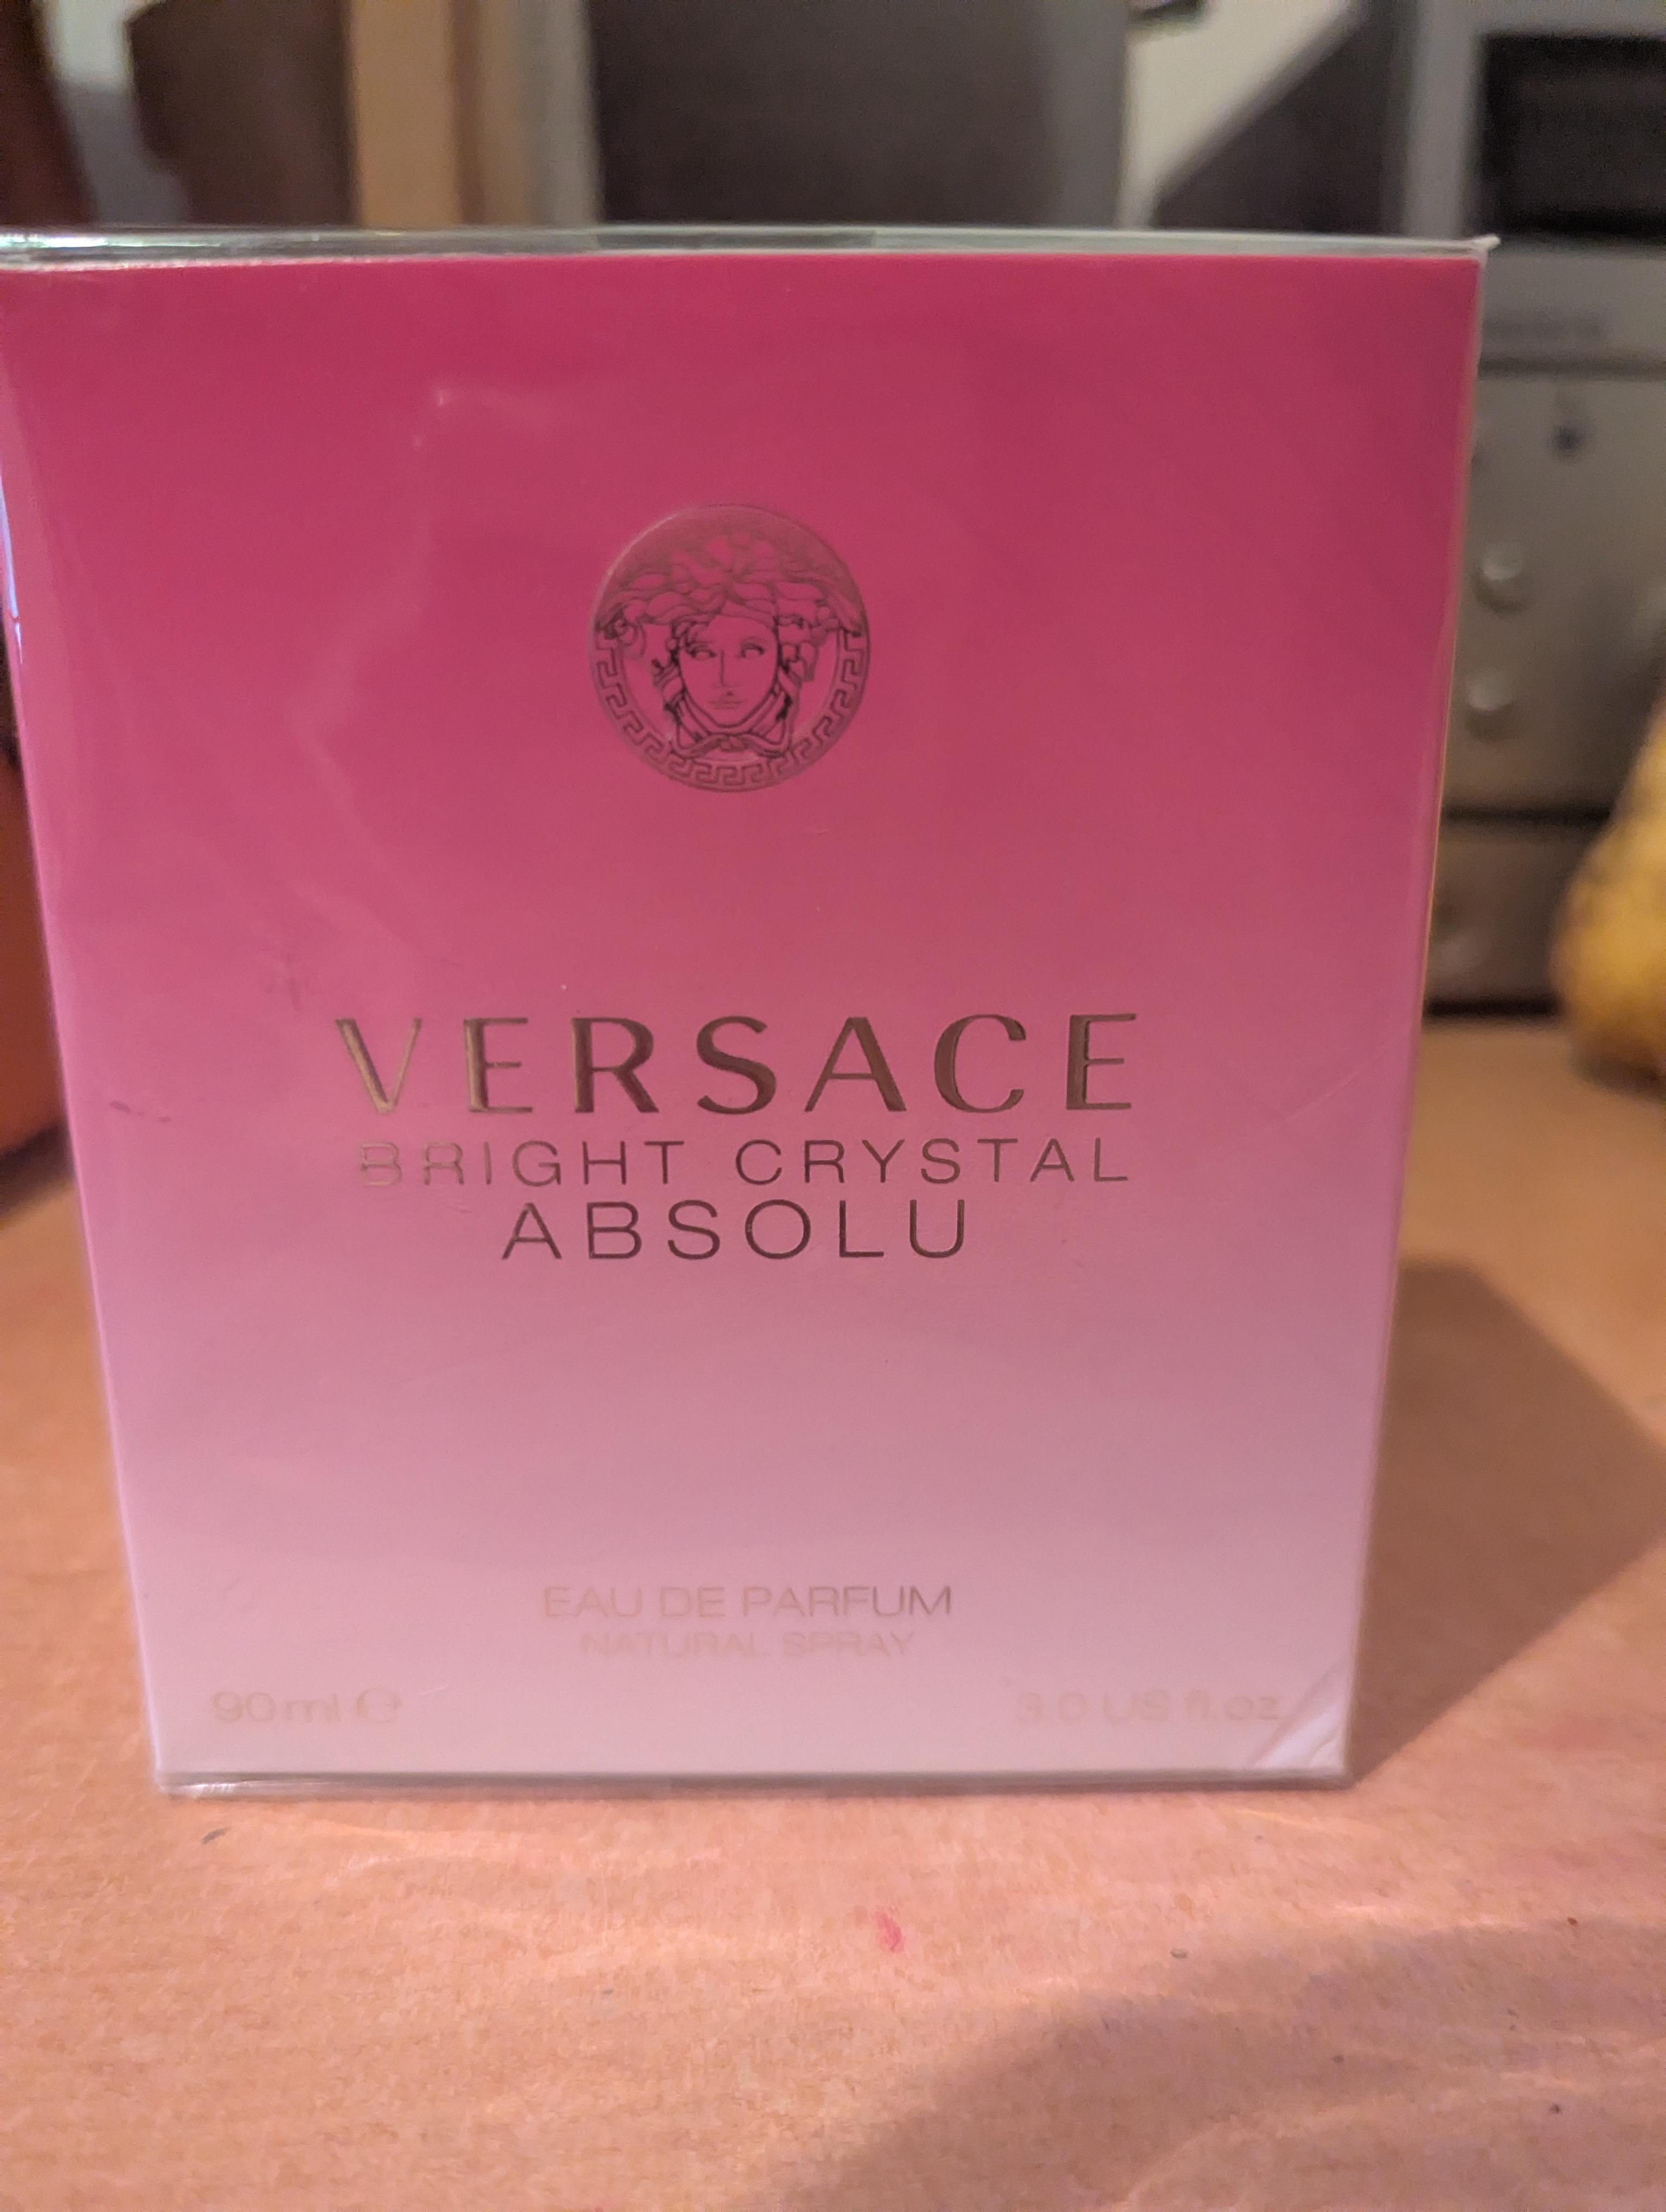 VERSACE
BRIGHT CRYSTAL
ABSOLU
EAU DE PARFUM
NATURAL SPRAY
90 ml ℮
3.0 US fl.oz